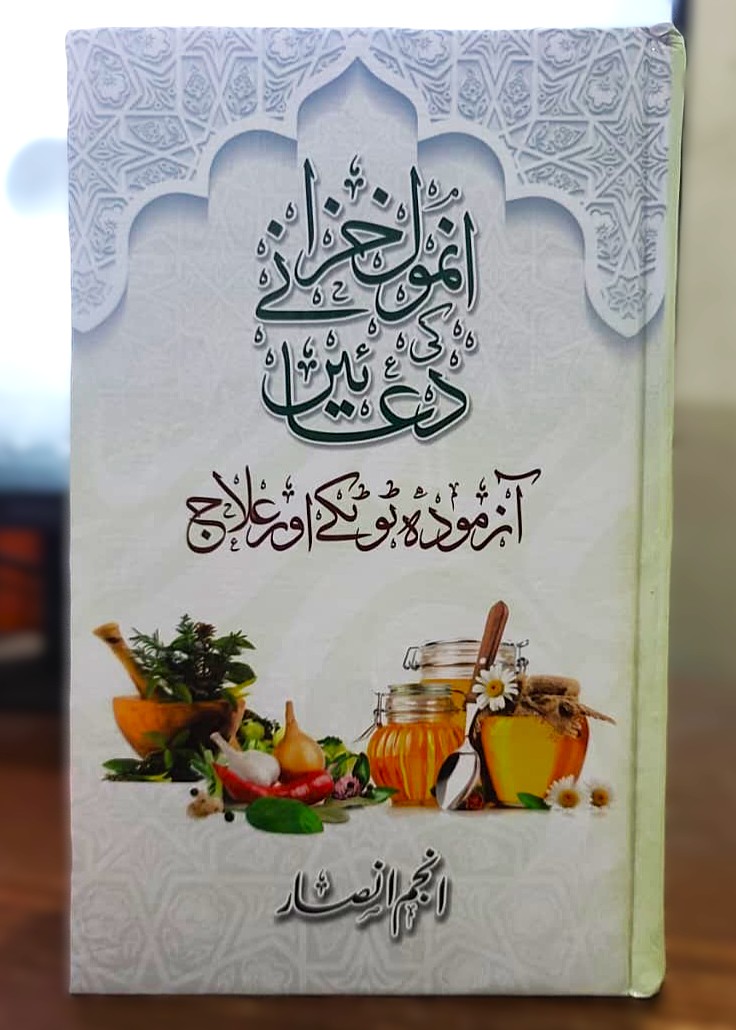 انمول خزانے
کی
دعائیں
آزمودہ ٹوٹکے اور علاج
انجم انصار